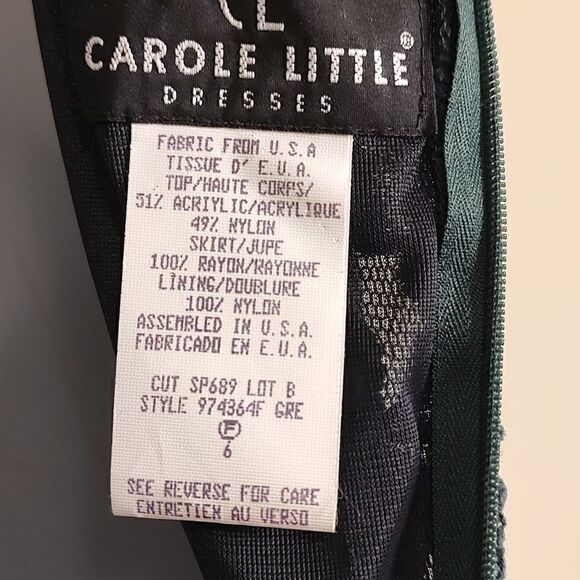 CL
CAROLE LITTLE®
DRESSES
FABRIC FROM U.S.A
TISSUE D' E.U.A.
TOP/HAUTE CORPS/
51% ACRYLIC/ACRYLIQUE
49% NYLON
SKIRT/JUPE
100% RAYON/RAYONNE
LINING/DOUBLURE
100% NYLON
ASSEMBLED IN U.S.A.
FABRICADO EN E.U.A.
CUT SP689 LOT B
STYLE 974364F GRE
F
6
SEE REVERSE FOR CARE
ENTRETIEN AU VERSO